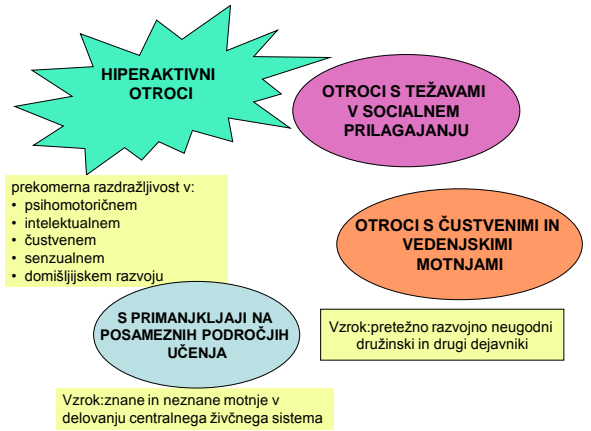 HIPERAKTIVNI
OTROCI
OTROCI S TEŽAVAMI
V SOCIALNEM
PRILAGAJANJU
prekomerna razdražljivost v:
• psihomotoričnem
• intelektualnem
• čustvenem
• senzualnem
• domišljijskem razvoju
OTROCI S ČUSTVENIMI IN
VEDENJSKIMI
MOTNJAMI
S PRIMANJKLJAJI NA
POSAMEZNIH PODROČJIH
UČENJA
Vzrok:pretežno razvojno neugodni
družinski in drugi dejavniki
Vzrok:znane in neznane motnje v
delovanju centralnega živčnega sistema